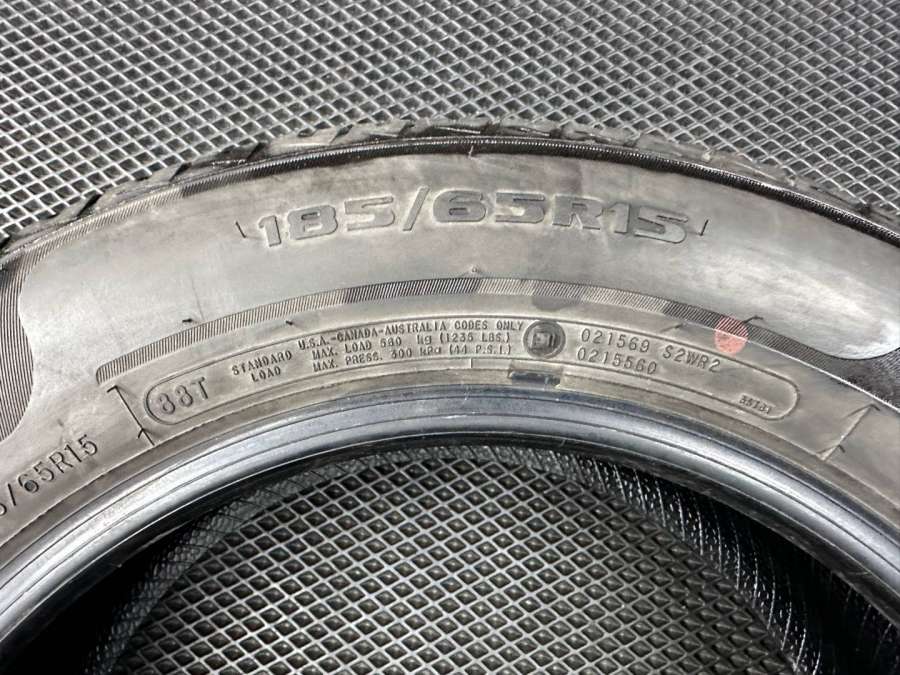 185/65R15
U.S.A.-CANADA-AUSTRALIA CODES ONLY
STANDARD LOAD
MAX. LOAD 560 kg (1235 LBS.)
MAX. PRESS. 300 kPa (44 P.S.I.)
88T
021569 S2WR2
0215560
/65R15